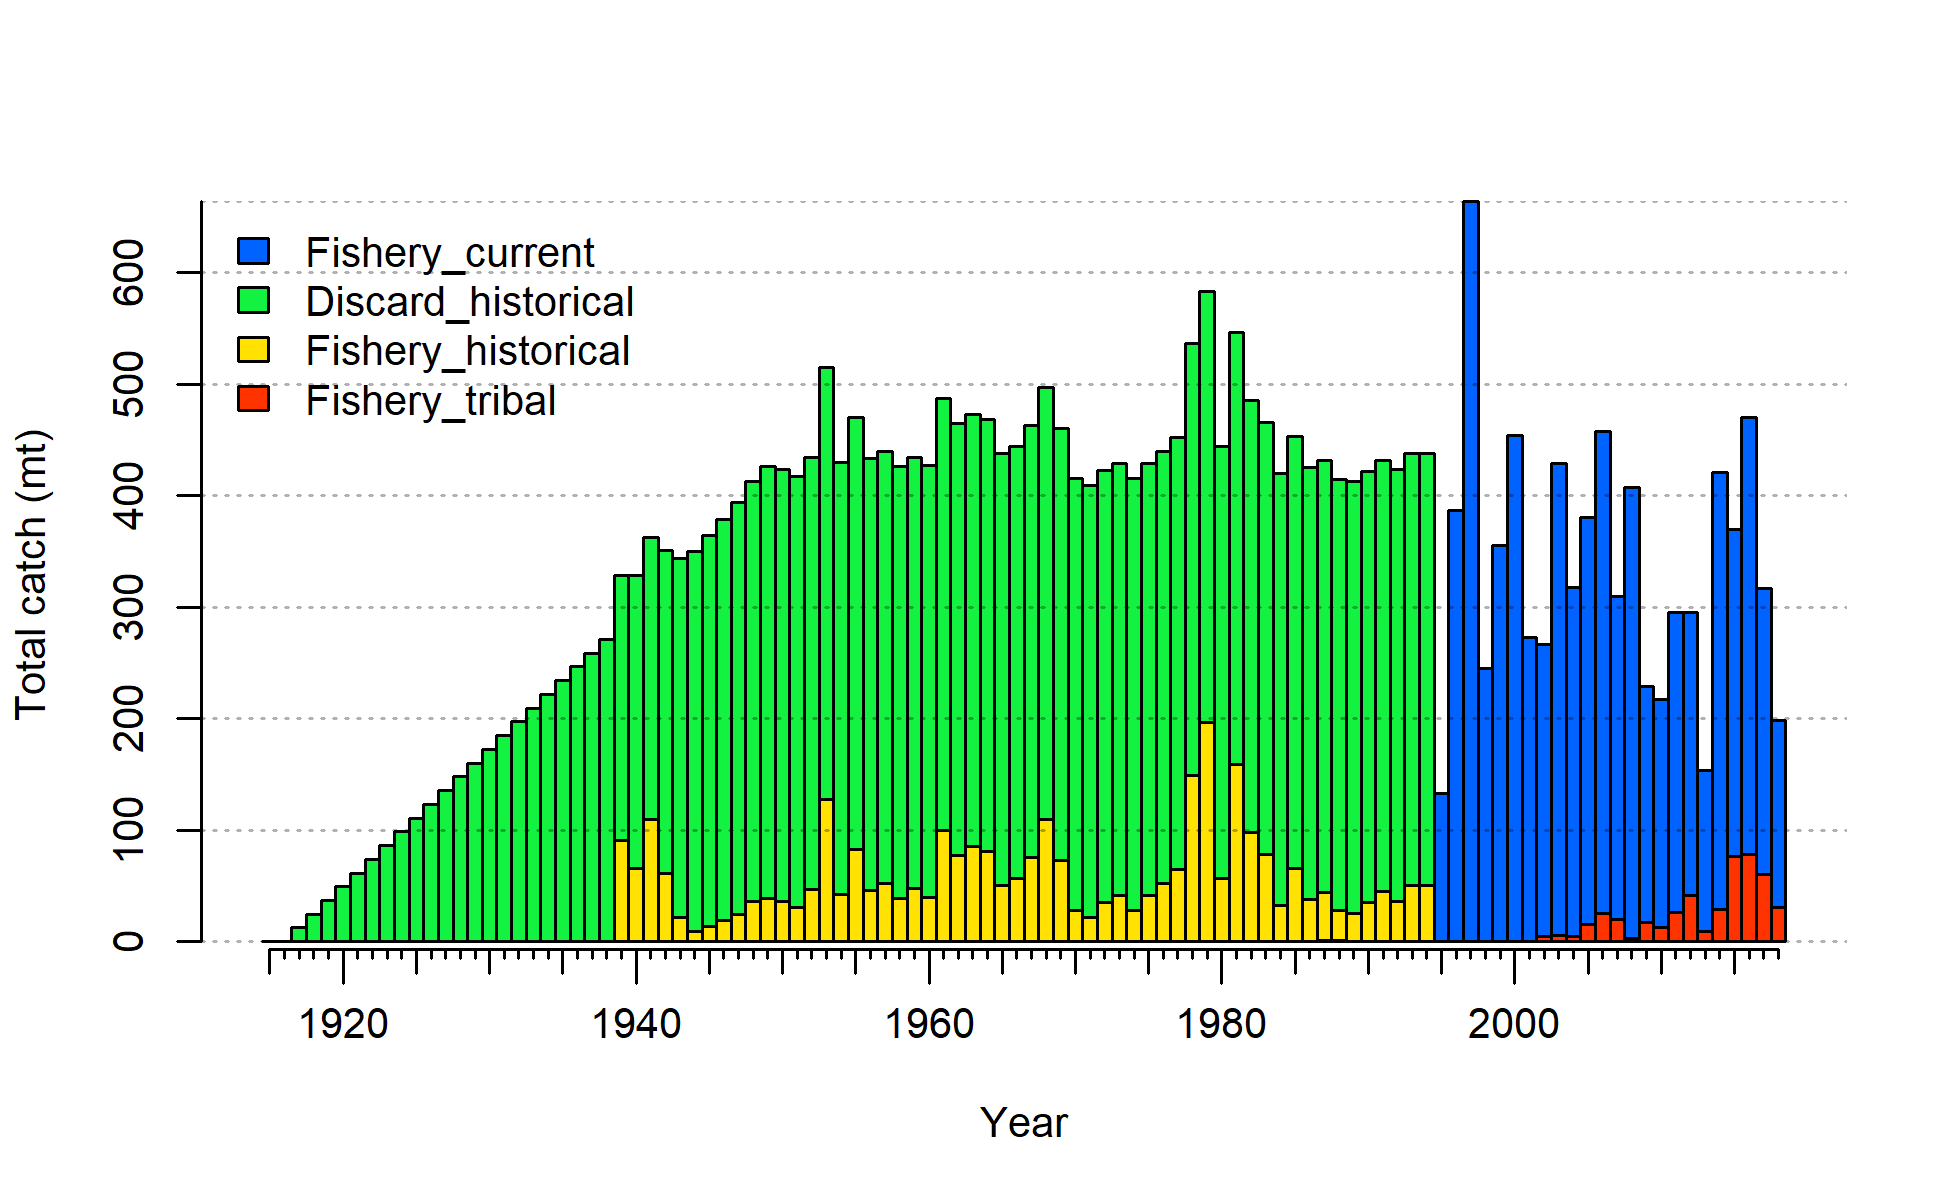 Fishery_current
Discard_historical
Fishery_historical
Fishery_tribal
Total catch (mt)
600
500
400
300
200
100
0
1920 1940 1960 1980 2000
Year